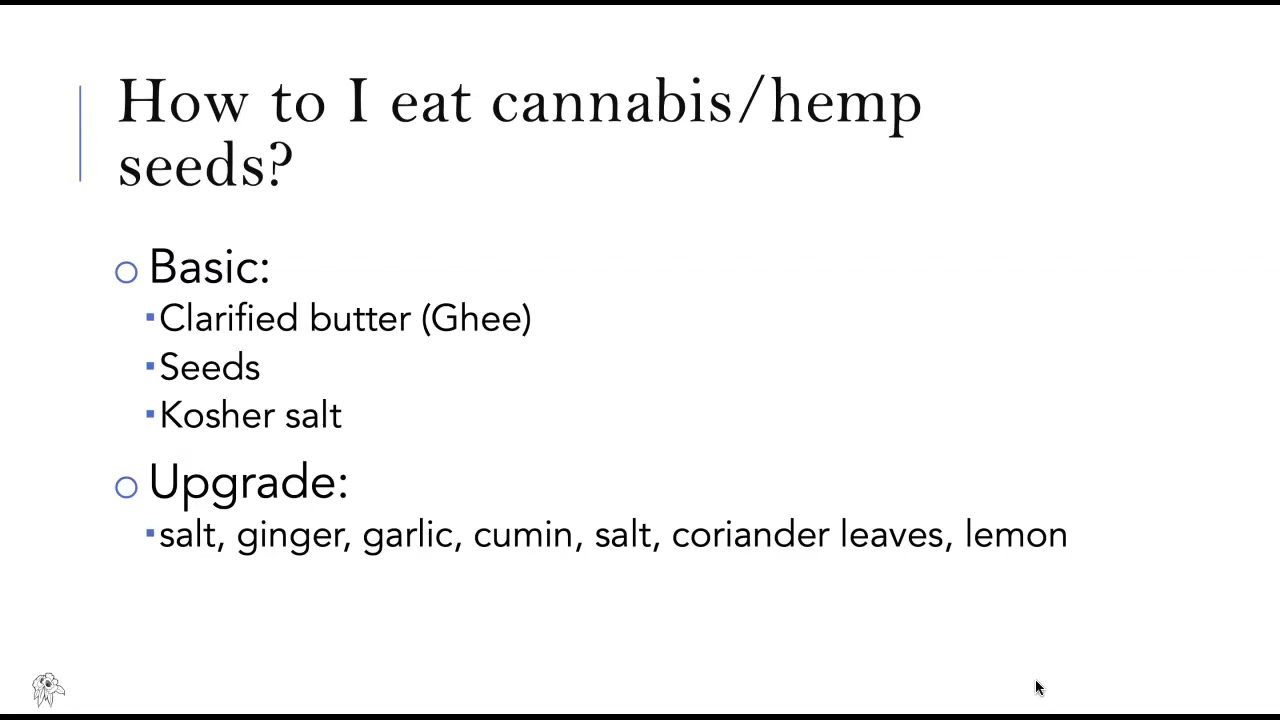 How to I eat cannabis/hemp
seeds?
Basic:
Clarified butter (Ghee)
Seeds
Kosher salt
Upgrade:
salt, ginger, garlic, cumin, salt, coriander leaves, lemon